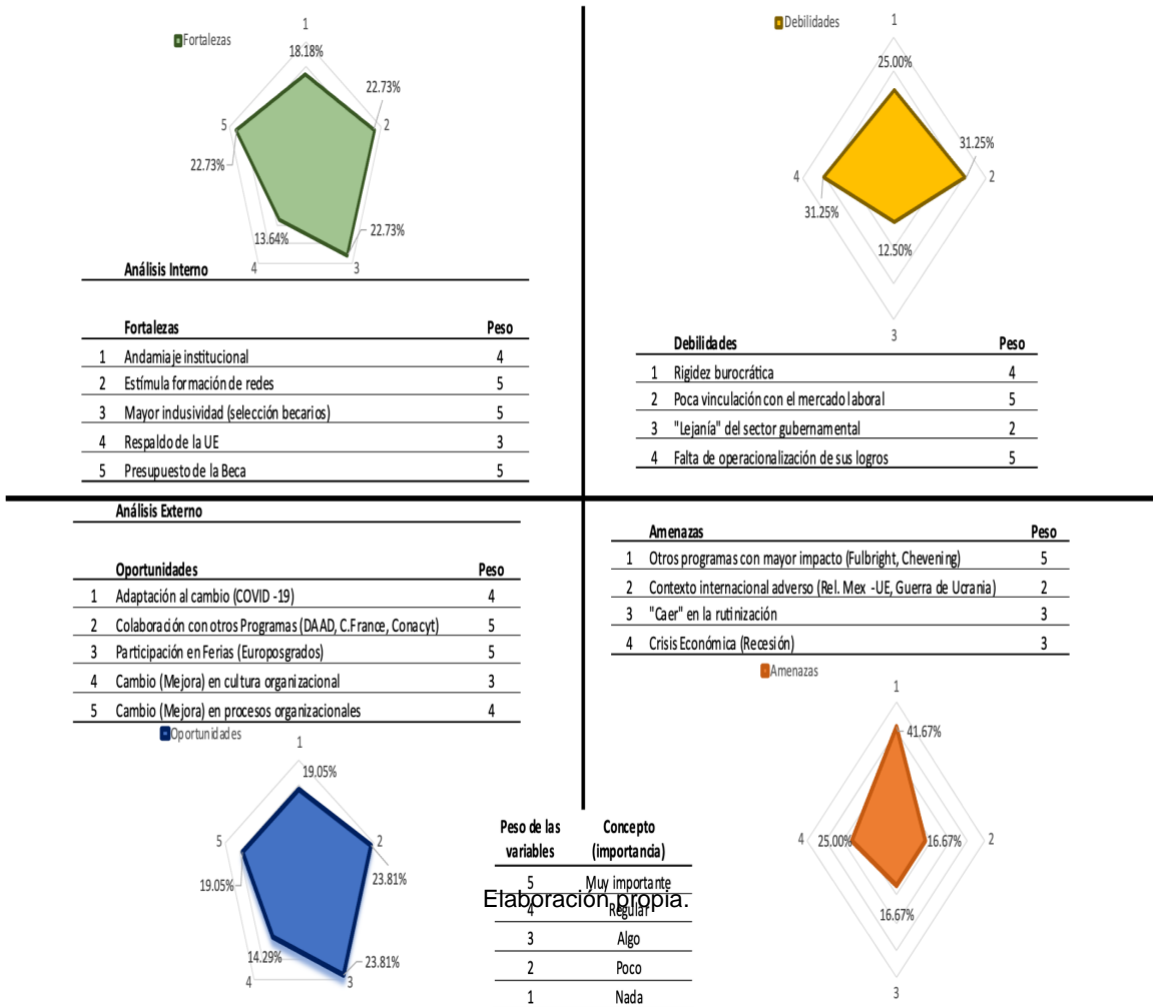 Fortalezas
1
18.18%
22.73%
2
5
22.73%
22.73%
13.64%
4
3
Análisis Interno
Fortalezas Peso
1 Andamiaje institucional 4
2 Estímula formación de redes 5
3 Mayor indusividad (selección becarios) 5
4 Respaldo de la UE 3
5 Presupuesto de la Beca 5
Debilidades
1
25.00%
31.25%
4
2
31.25%
12.50%
3
Debilidades Peso
1 Rigidez burocrática 4
2 Poca vinculación con el mercado laboral 5
3 "Lejanía" del sector gubernamental 2
4 Falta de operacionalización de sus logros 5
Análisis Externo
Oportunidades Peso
1 Adaptación al cambio (COVID -19) 4
2 Colaboración con otros Programas (DAAD, C.France, Conacyt) 5
3 Participación en Ferias (Europosgrados) 5
4 Cambio (Mejora) en cultura organizacional 3
5 Cambio (Mejora) en procesos organizacionales 4
Oportunidades
1
19.05%
5
2
19.05%
23.81%
14.29%
23.81%
4
3
Amenazas Peso
1 Otros programas con mayor impacto (Fulbright, Chevening) 5
2 Contexto internacional adverso (Rel. Mex -UE, Guerra de Ucrania) 2
3 "Caer" en la rutinización 3
4 Crisis Económica (Recesión) 3
Amenazas
1
41.67%
4
25.00%
16.67%
2
16.67%
3
Peso de las variables Concepto (importancia)
5 Muy importante
Elaboración propia.
4 Regular
3 Algo
2 Poco
1 Nada